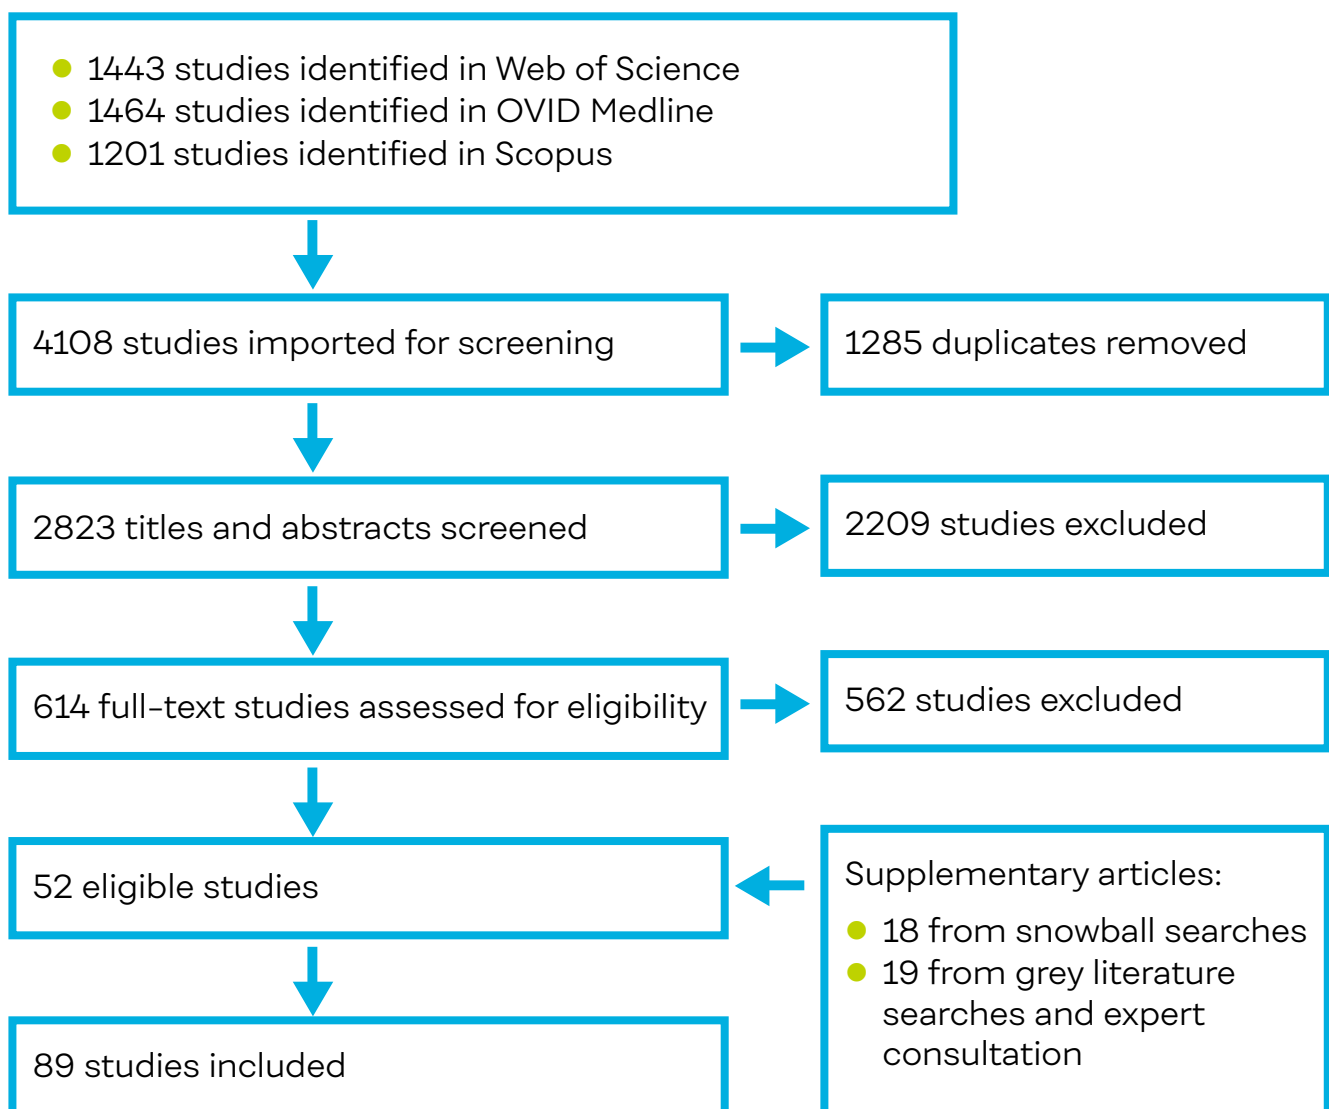 1443 studies identified in Web of Science
1464 studies identified in OVID Medline
1201 studies identified in Scopus
4108 studies imported for screening
1285 duplicates removed
2823 titles and abstracts screened
2209 studies excluded
614 full-text studies assessed for eligibility
562 studies excluded
52 eligible studies
Supplementary articles:
18 from snowball searches
19 from grey literature
searches and expert
consultation
89 studies included